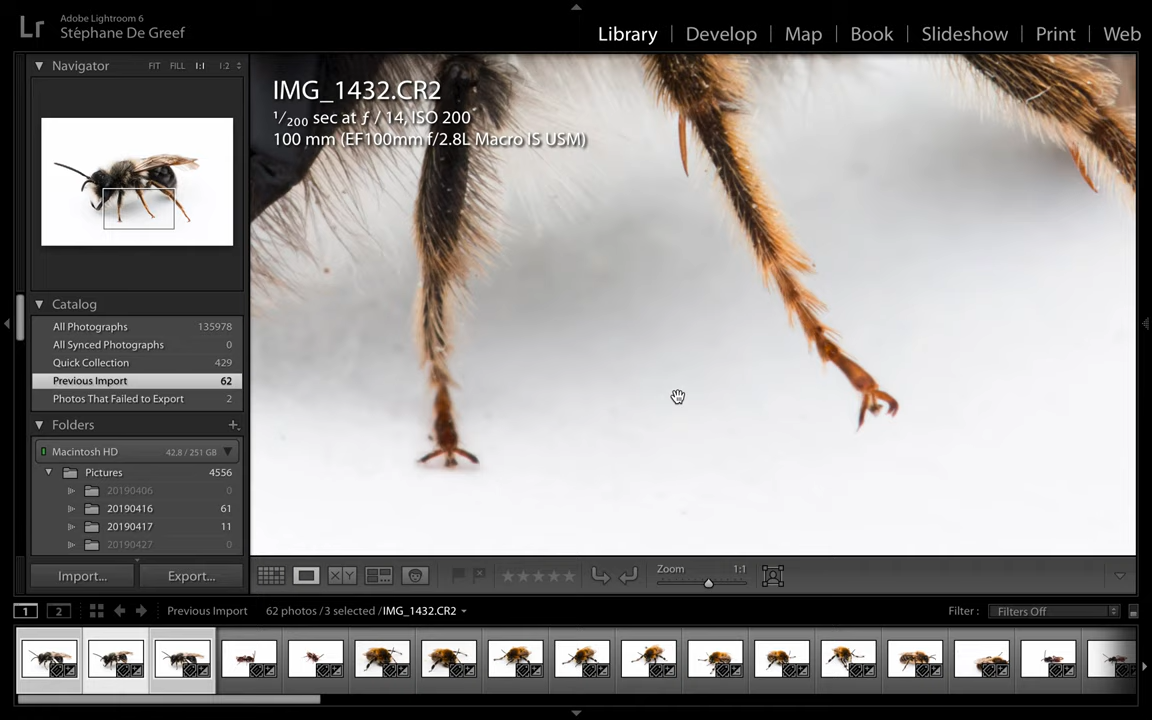 Lr
Adobe Lightroom 6
Stéphane De Greef
Library | Develop | Map | Book | Slideshow | Print | Web
Navigator FIT FILL 1:1 1:2
IMG_1432.CR2
1/200 sec at ƒ / 14, ISO 200
100 mm (EF100mm f/2.8L Macro IS USM)
Catalog
All Photographs 135978
All Synced Photographs 0
Quick Collection 429
Previous Import 62
Photos That Failed to Export 2
Folders
Macintosh HD 42,8 / 251 GB
Pictures 4556
20190406 0
20190416 61
20190417 11
20190427 0
Import... Export...
X Y
Zoom 1:1
1 2 Previous Import 62 photos / 3 selected / IMG_1432.CR2 Filter : Filters Off